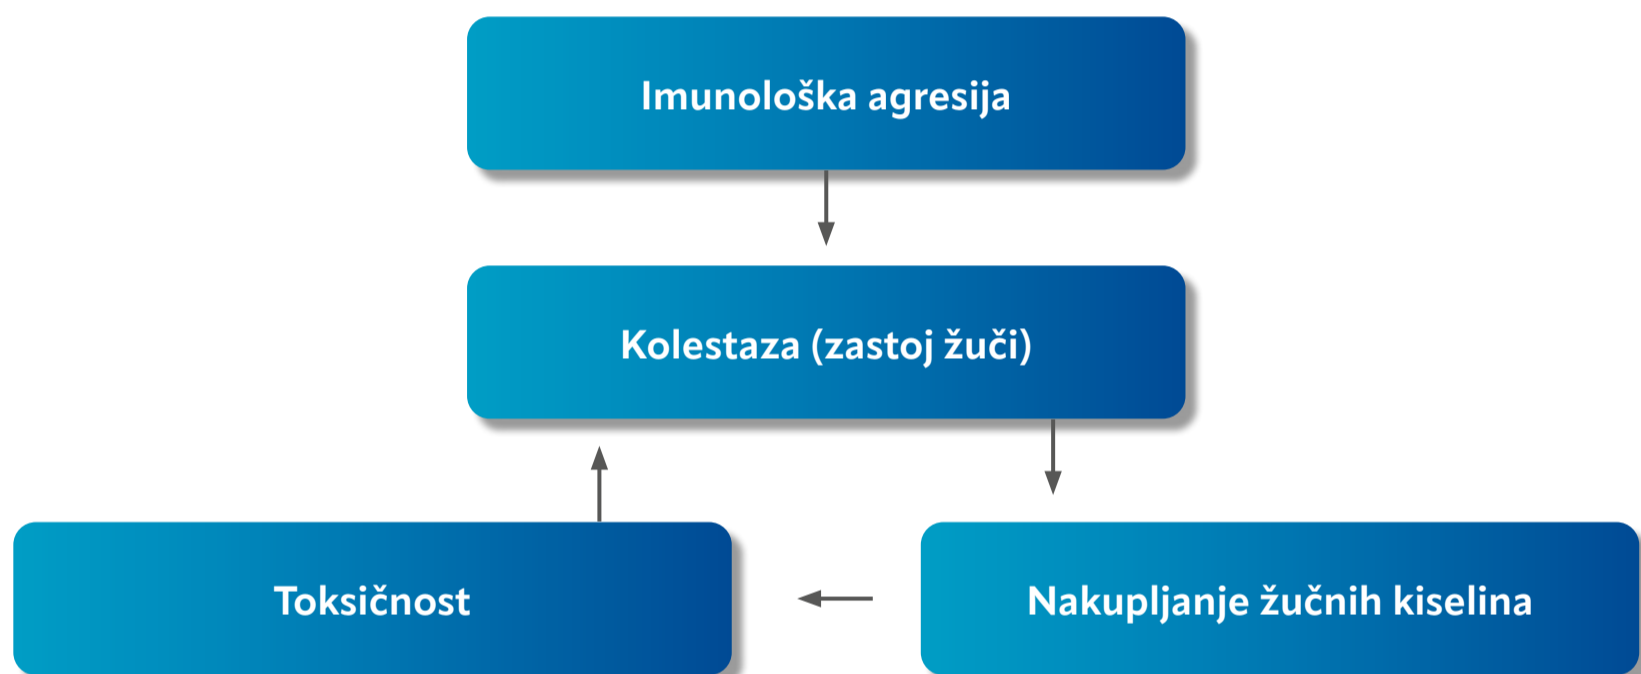 Imunološka agresija
Kolestaza (zastoj žuči)
Toksičnost
Nakupljanje žučnih kiselina